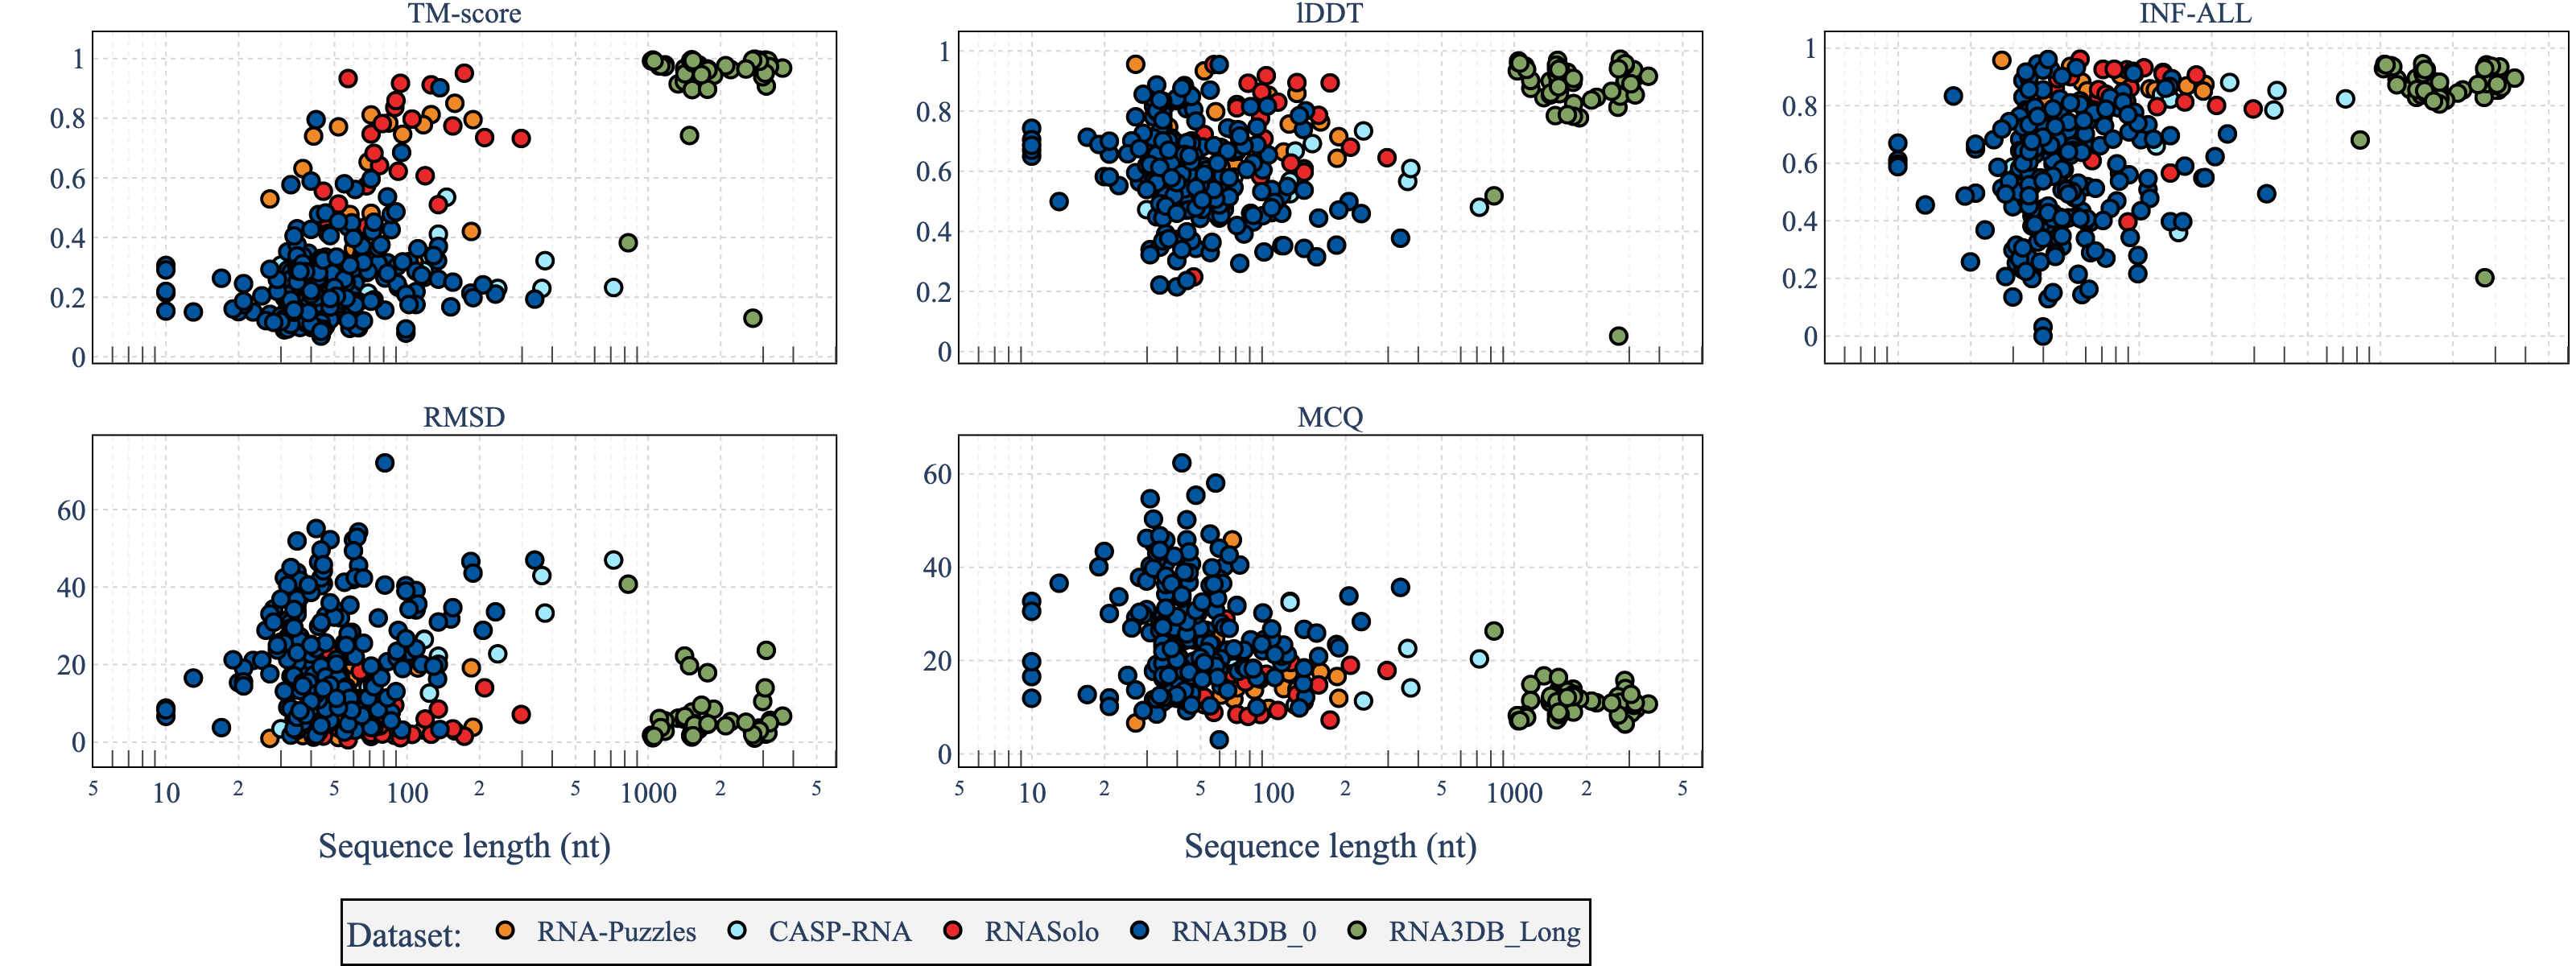 TM-score lDDT INF-ALL
1 1 1
0.8 0.8 0.8
0.6 0.6 0.6
0.4 0.4 0.4
0.2 0.2 0.2
0 0 0
RMSD MCQ
60 60
40 40
20 20
0 0
5 10 2 5 100 2 5 1000 2 5 5 10 2 5 100 2 5 1000 2 5
Sequence length (nt) Sequence length (nt)
Dataset: RNA-Puzzles CASP-RNA RNASolo RNA3DB_0 RNA3DB_Long